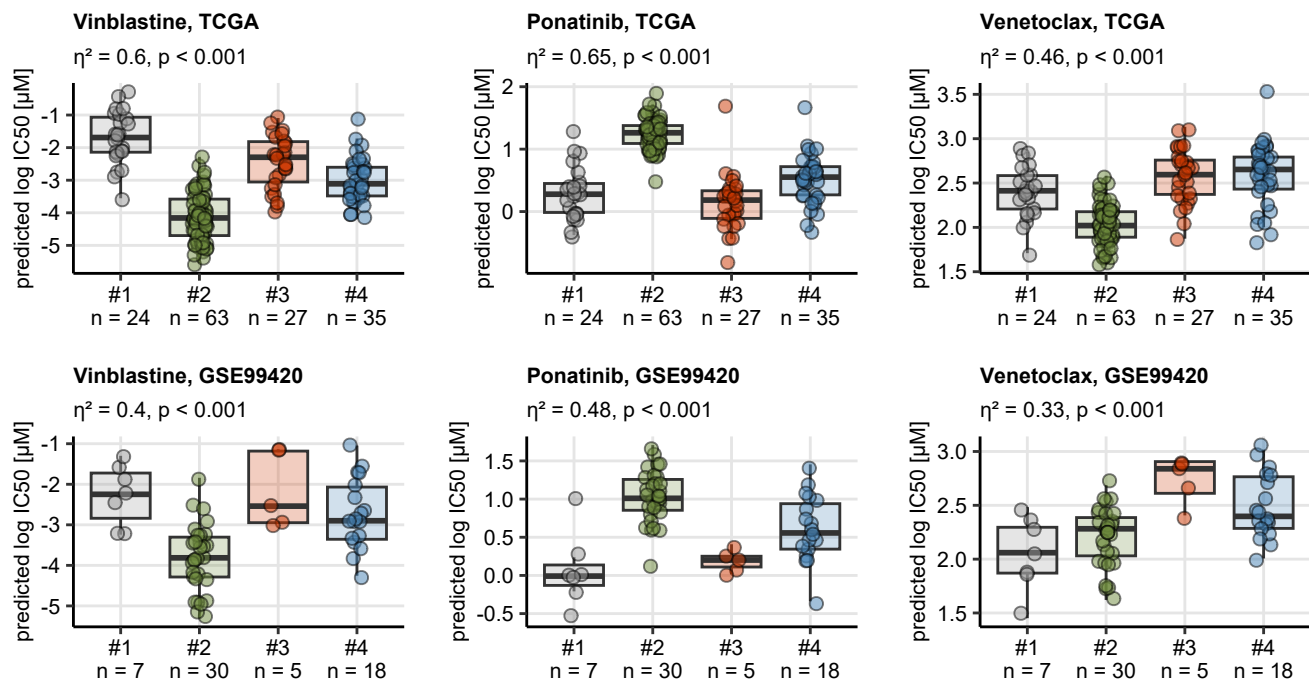 Vinblastine, TCGA
η² = 0.6, p < 0.001
predicted log IC50 [µM]
-1
-2
-3
-4
-5
#1 #2 #3 #4
n = 24 n = 63 n = 27 n = 35
Ponatinib, TCGA
η² = 0.65, p < 0.001
predicted log IC50 [µM]
2
1
0
#1 #2 #3 #4
n = 24 n = 63 n = 27 n = 35
Venetoclax, TCGA
η² = 0.46, p < 0.001
predicted log IC50 [µM]
3.5
3.0
2.5
2.0
1.5
#1 #2 #3 #4
n = 24 n = 63 n = 27 n = 35
Vinblastine, GSE99420
η² = 0.4, p < 0.001
predicted log IC50 [µM]
-1
-2
-3
-4
-5
#1 #2 #3 #4
n = 7 n = 30 n = 5 n = 18
Ponatinib, GSE99420
η² = 0.48, p < 0.001
predicted log IC50 [µM]
1.5
1.0
0.5
0.0
-0.5
#1 #2 #3 #4
n = 7 n = 30 n = 5 n = 18
Venetoclax, GSE99420
η² = 0.33, p < 0.001
predicted log IC50 [µM]
3.0
2.5
2.0
1.5
#1 #2 #3 #4
n = 7 n = 30 n = 5 n = 18